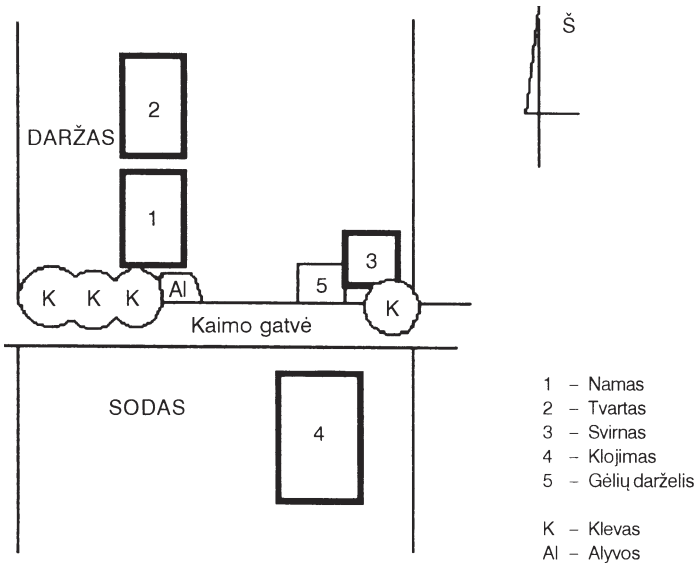 Š
2
DARŽAS
1
3
5
K K K Al K
Kaimo gatvė
SODAS
4
1 – Namas
2 – Tvartas
3 – Svirnas
4 – Klojimas
5 – Gėlių darželis
K – Klevas
Al – Alyvos